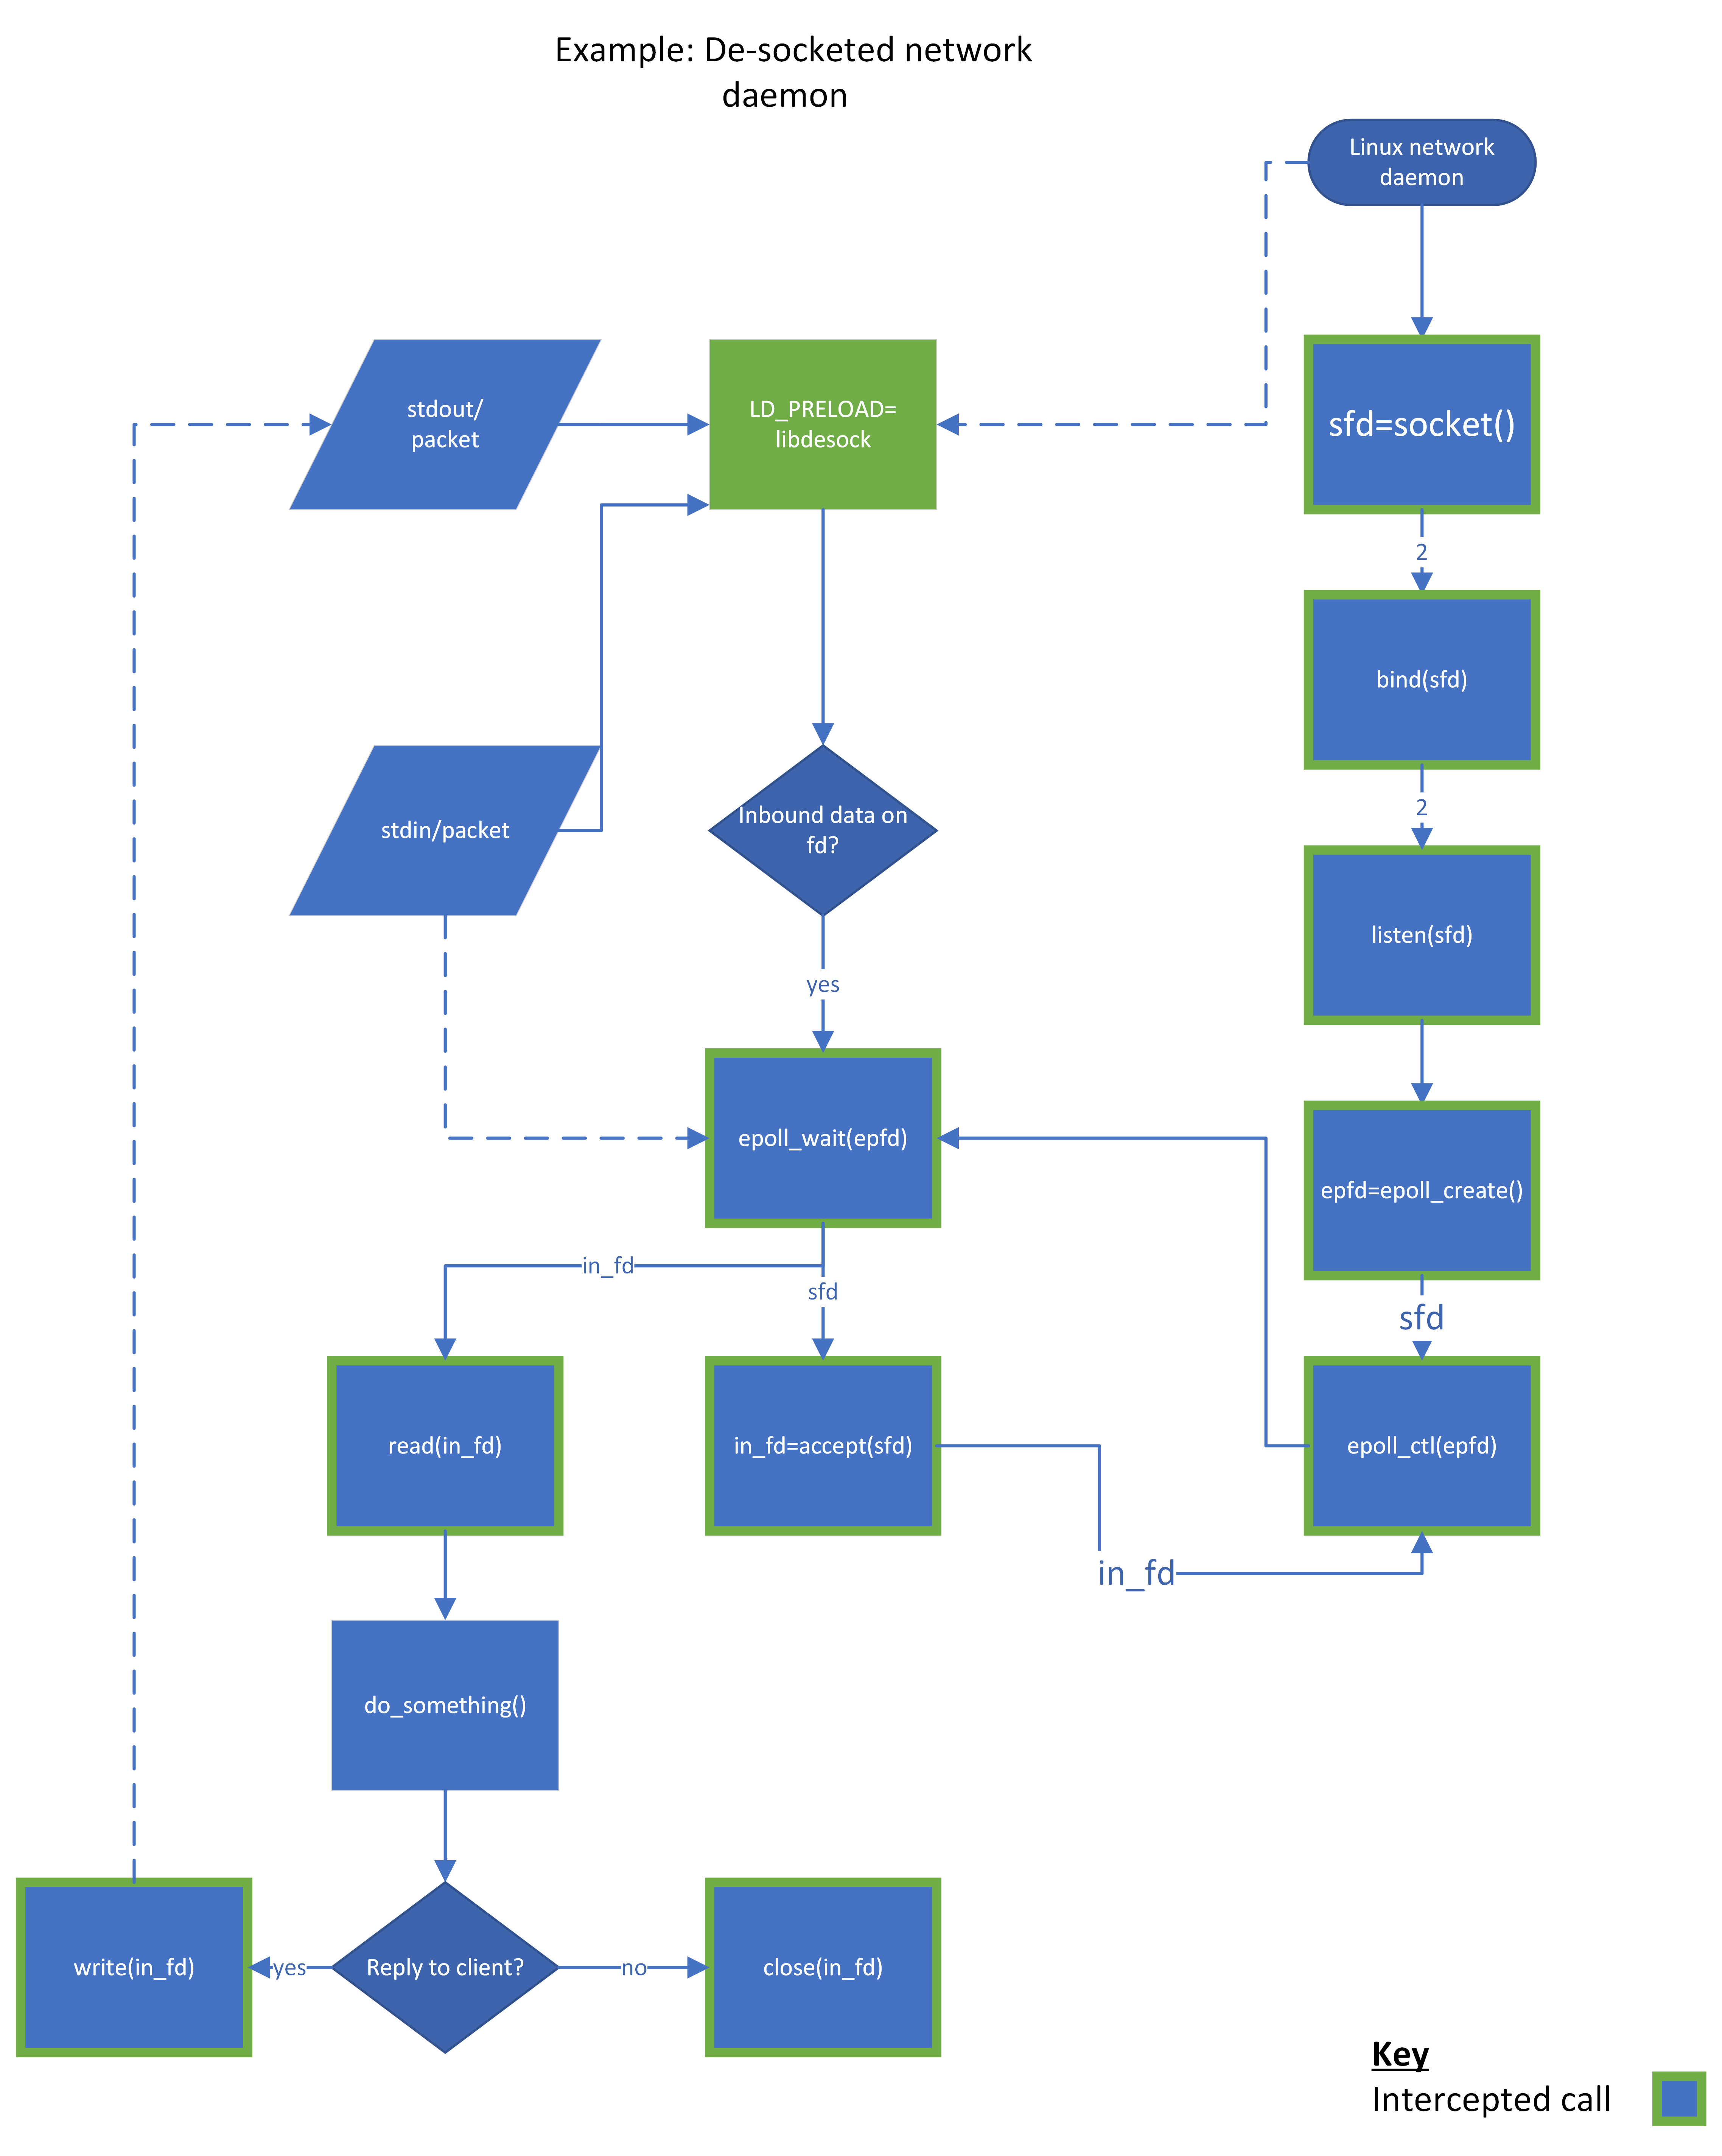 Example: De-socketed network
daemon
Linux network
daemon
stdout/
packet
LD_PRELOAD=
libdesock
sfd=socket()
2
bind(sfd)
2
stdin/packet
Inbound data on
fd?
listen(sfd)
yes
epoll_wait(epfd)
epfd=epoll_create()
in_fd
sfd
sfd
read(in_fd)
in_fd=accept(sfd)
epoll_ctl(epfd)
in_fd
do_something()
write(in_fd)
yes
Reply to client?
no
close(in_fd)
Key
Intercepted call